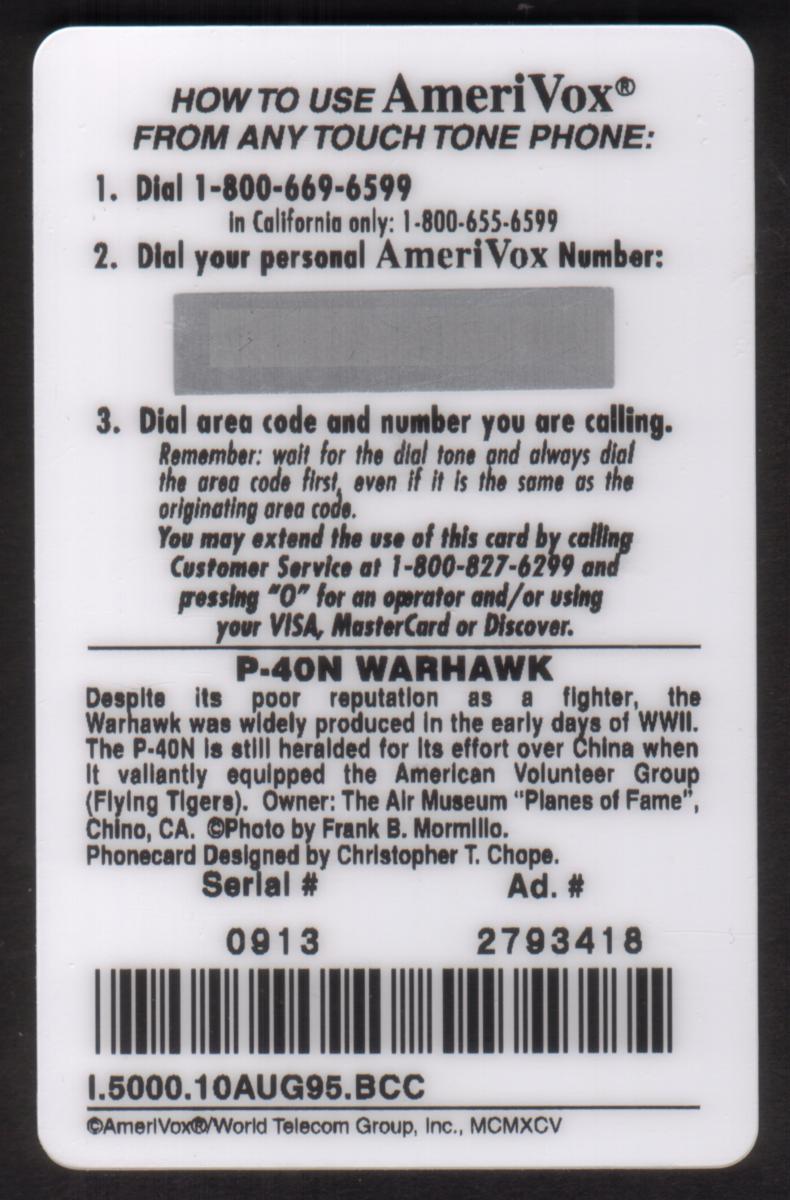 HOW TO USE AmeriVox®
FROM ANY TOUCH TONE PHONE:
1. Dial 1-800-669-6599
in California only: 1-800-655-6599
2. Dial your personal AmeriVox Number:
3. Dial area code and number you are calling.
Remember: wait for the dial tone and always dial
the area code first, even if it is the same as the
originating area code.
You may extend the use of this card by calling
Customer Service at 1-800-827-6299 and
pressing "0" for an operator and/or using
your VISA, MasterCard or Discover.
P-40N WARHAWK
Despite its poor reputation as a fighter, the
Warhawk was widely produced in the early days of WWII.
The P-40N is still heralded for its effort over China when
it valiantly equipped the American Volunteer Group
(Flying Tigers). Owner: The Air Museum "Planes of Fame",
Chino, CA. ©Photo by Frank B. Mormillo.
Phonecard Designed by Christopher T. Chope.
Serial # Ad. #
0913 2793418
I.5000.10AUG95.BCC
©AmeriVox®/World Telecom Group, Inc., MCMXCV